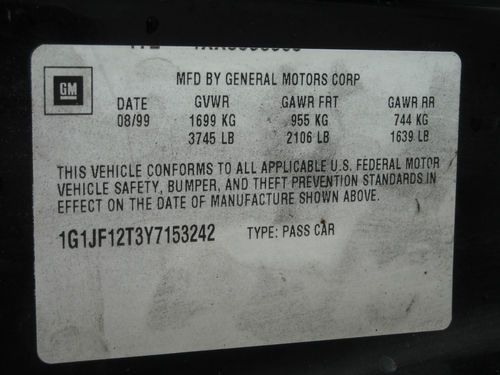 GM
MFD BY GENERAL MOTORS CORP
DATE GVWR GAWR FRT GAWR RR
08/99 1699 KG 955 KG 744 KG
3745 LB 2106 LB 1639 LB
THIS VEHICLE CONFORMS TO ALL APPLICABLE U.S. FEDERAL MOTOR
VEHICLE SAFETY, BUMPER, AND THEFT PREVENTION STANDARDS IN
EFFECT ON THE DATE OF MANUFACTURE SHOWN ABOVE.
1G1JF12T3Y7153242 TYPE: PASS CAR